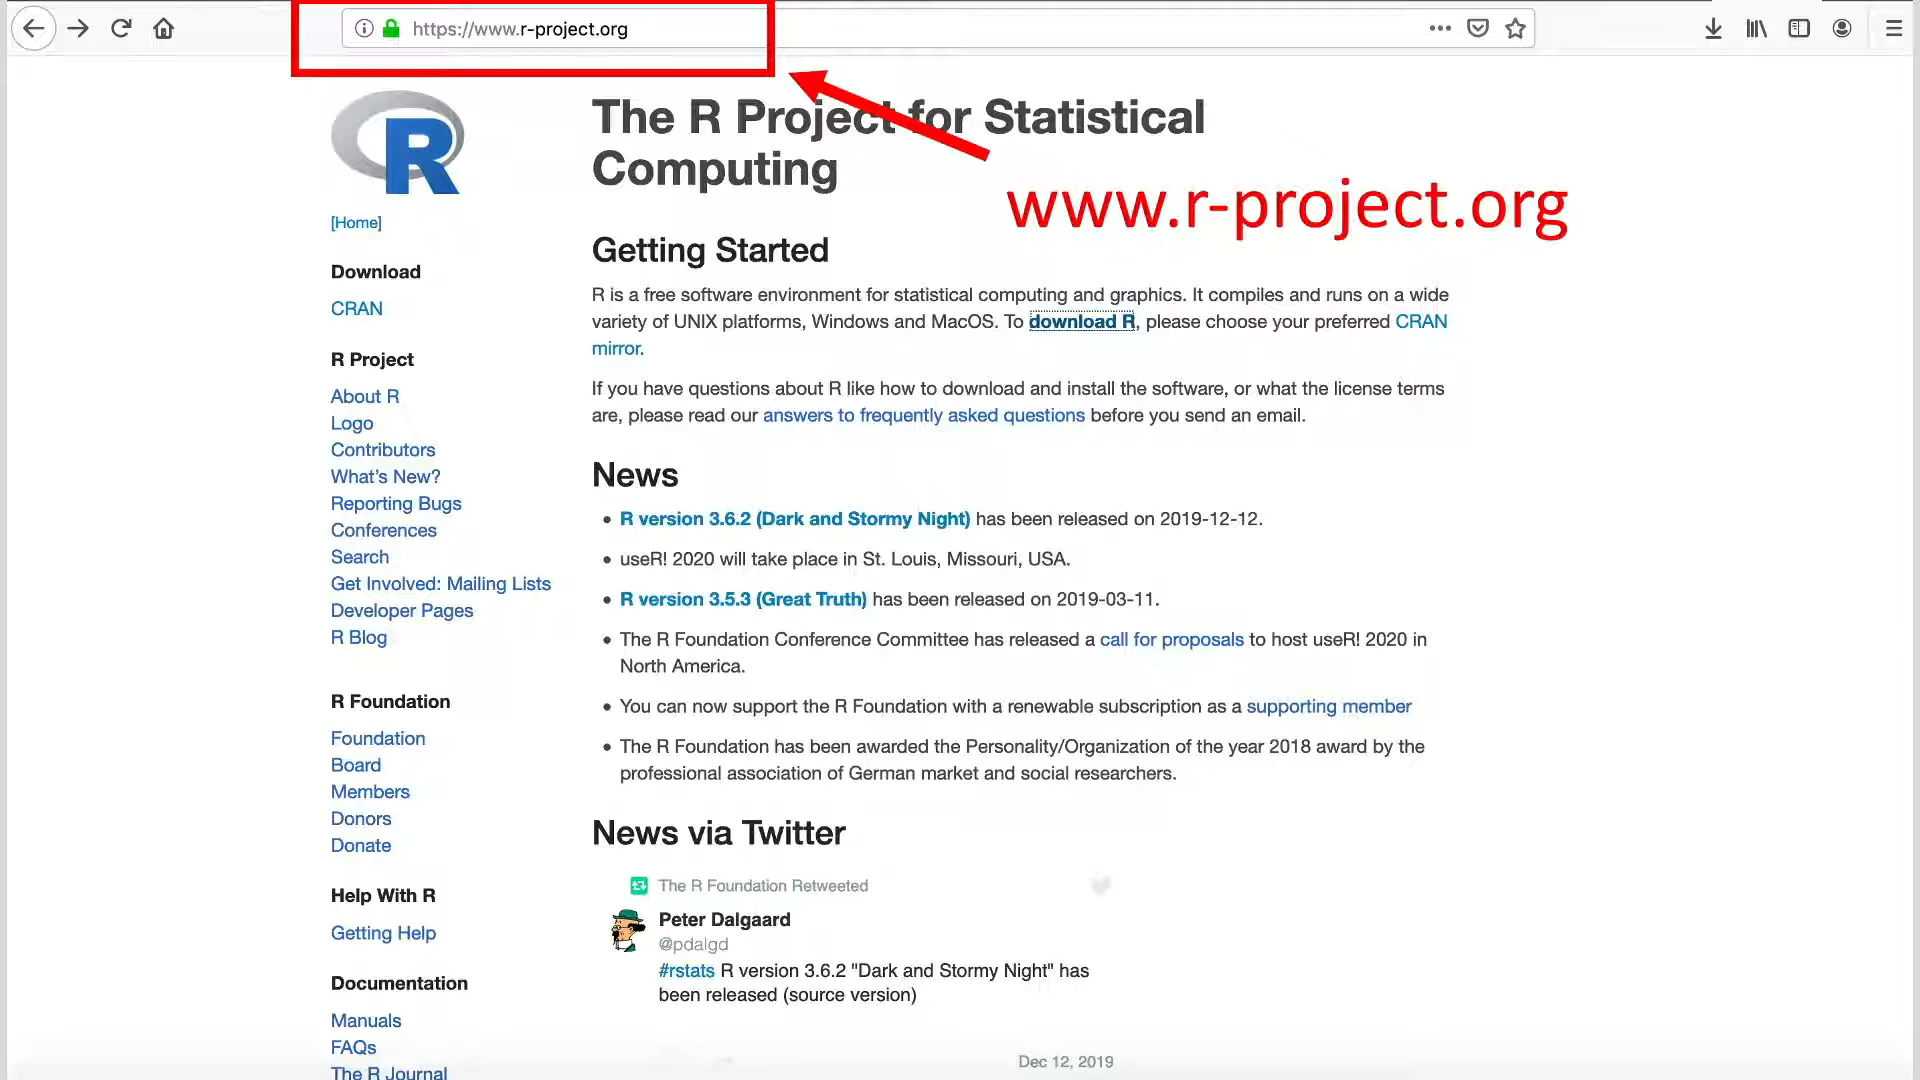 https://www.r-project.org
R
The R Project for Statistical
Computing
www.r-project.org
[Home]
Download
CRAN
R Project
About R
Logo
Contributors
What's New?
Reporting Bugs
Conferences
Search
Get Involved: Mailing Lists
Developer Pages
R Blog
R Foundation
Foundation
Board
Members
Donors
Donate
Help With R
Getting Help
Documentation
Manuals
FAQs
The R Journal
Getting Started
R is a free software environment for statistical computing and graphics. It compiles and runs on a wide
variety of UNIX platforms, Windows and MacOS. To download R, please choose your preferred CRAN
mirror.
If you have questions about R like how to download and install the software, or what the license terms
are, please read our answers to frequently asked questions before you send an email.
News
R version 3.6.2 (Dark and Stormy Night) has been released on 2019-12-12.
useR! 2020 will take place in St. Louis, Missouri, USA.
R version 3.5.3 (Great Truth) has been released on 2019-03-11.
The R Foundation Conference Committee has released a call for proposals to host useR! 2020 in
North America.
You can now support the R Foundation with a renewable subscription as a supporting member
The R Foundation has been awarded the Personality/Organization of the year 2018 award by the
professional association of German market and social researchers.
News via Twitter
The R Foundation Retweeted
Peter Dalgaard
@pdalgd
#rstats R version 3.6.2 "Dark and Stormy Night" has
been released (source version)
Dec 12, 2019